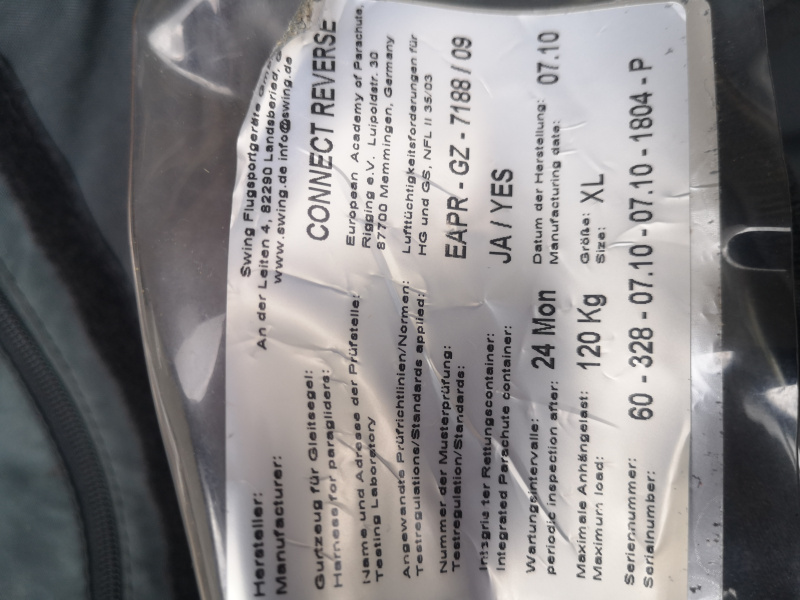 Hersteller: Swing Flugsportgeräte
Manufacturer: An der Leiten 4, 82290 Landsberied,
www.swing.de info@swing.de
Gurtzeug für Gleitsegel: CONNECT REVERSE
Harness for paragliders:
Name und Adresse der Prüfstelle: European Academy of Parachute
Testing Laboratory Rigging e.V. Luipoldstr. 30
87700 Memmingen, Germany
Angewandte Prüfrichtlinien/Normen: Lufttüchtigkeitsforderungen für
Testregulations/Standards applied: HG und GS, NFL II 35/03
Nummer der Musterprüfung: EAPR - GZ - 7188 / 09
Testregulation/Standards:
Integrierter Rettungscontainer: JA / YES
Integrated Parachute container:
Wartungsintervalle: 24 Mon Datum der Herstellung: 07.10
periodic inspection after: Manufacturing date:
Maximale Anhängelast: 120 Kg Größe: XL
Maximum load: Size:
Seriennummer: 60 - 328 - 07.10 - 07.10 - 1804 - P
Serialnumber: